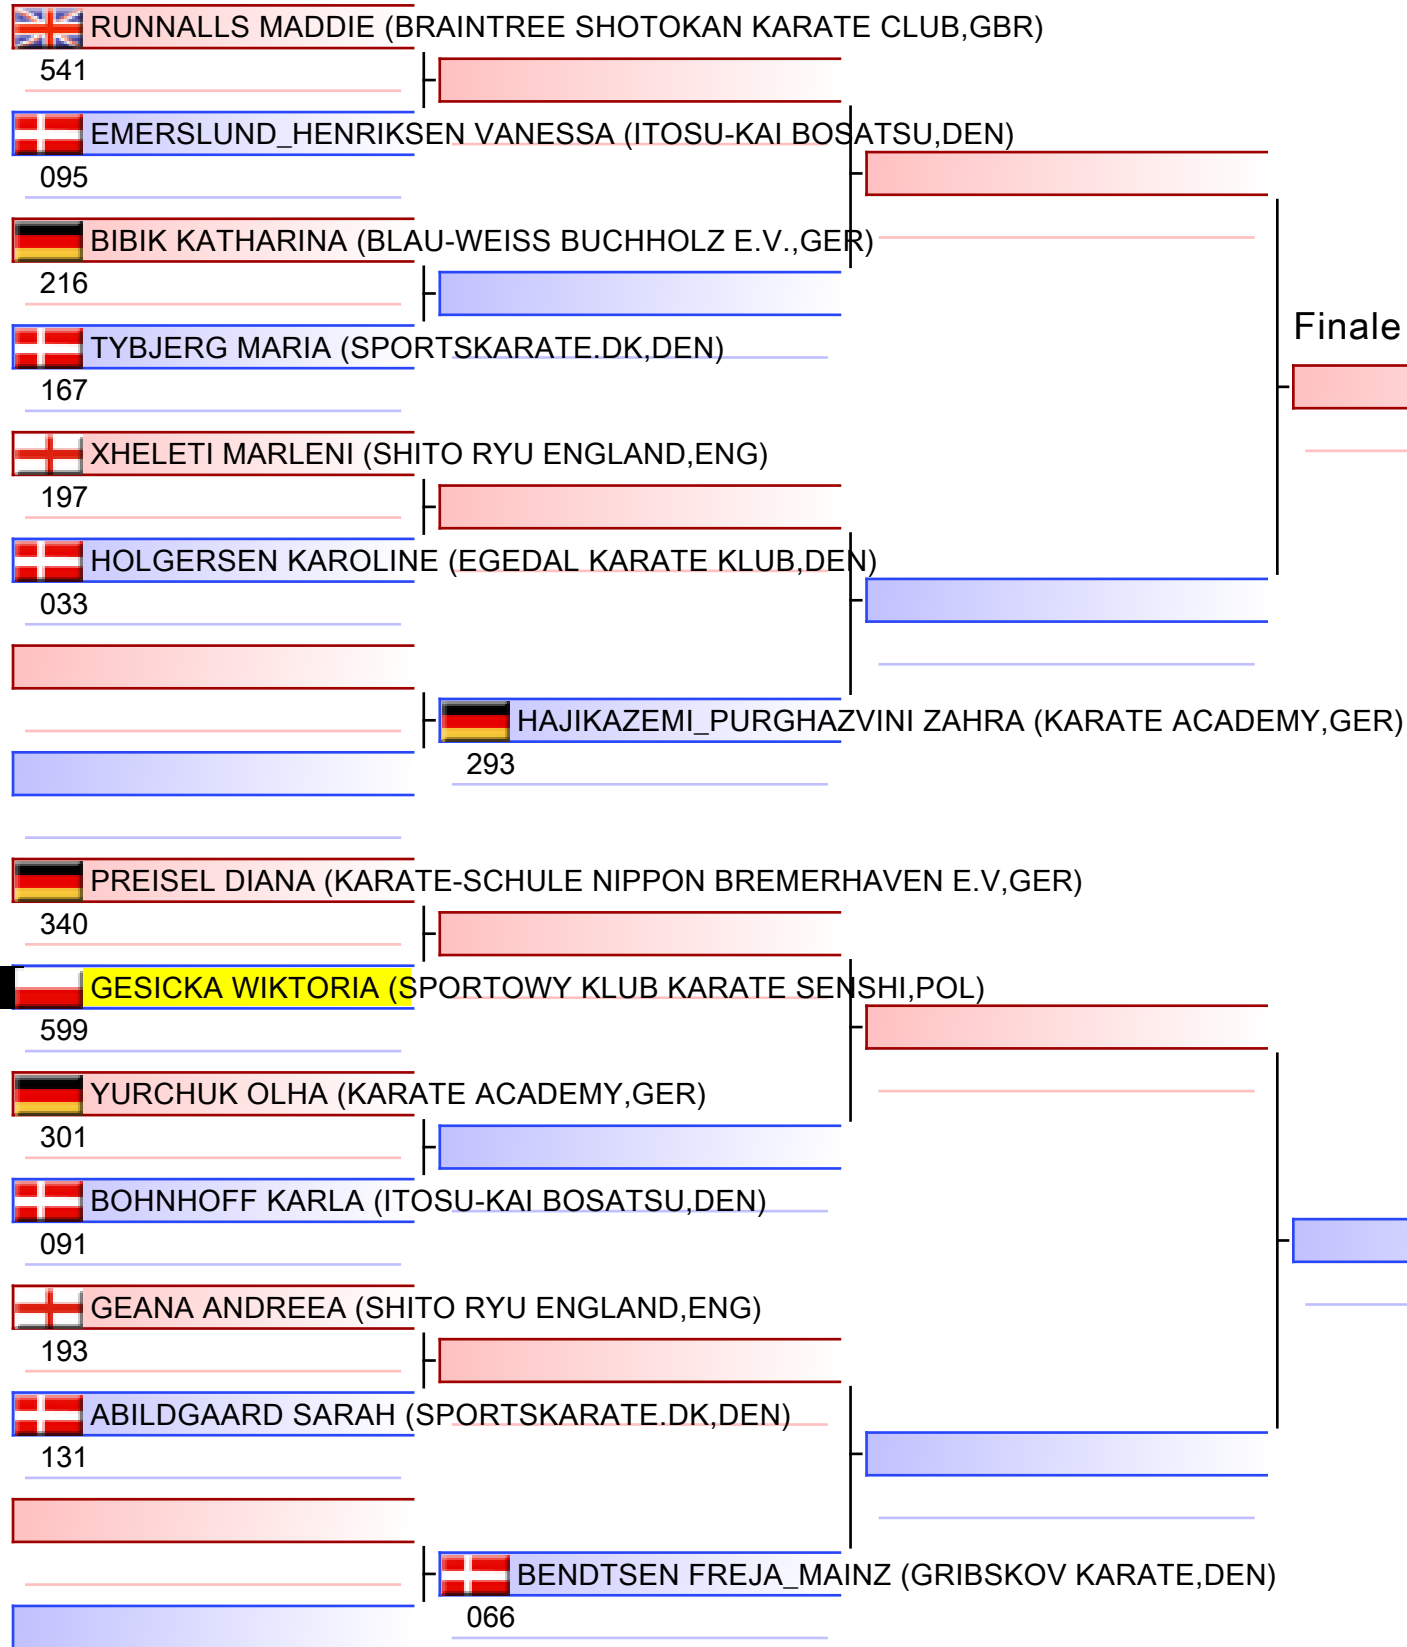 RUNNALLS MADDIE (BRAINTREE SHOTOKAN KARATE CLUB,GBR)
541
EMERSLUND_HENRIKSEN VANESSA (ITOSU-KAI BOSATSU,DEN)
095
BIBIK KATHARINA (BLAU-WEISS BUCHHOLZ E.V.,GER)
216
Finale
TYBJERG MARIA (SPORTSKARATE.DK,DEN)
167
XHELETI MARLENI (SHITO RYU ENGLAND,ENG)
197
HOLGERSEN KAROLINE (EGEDAL KARATE KLUB,DEN)
033
HAJIKAZEMI_PURGHAZVINI ZAHRA (KARATE ACADEMY,GER)
293
PREISEL DIANA (KARATE-SCHULE NIPPON BREMERHAVEN E.V,GER)
340
GESICKA WIKTORIA (SPORTOWY KLUB KARATE SENSHI,POL)
599
YURCHUK OLHA (KARATE ACADEMY,GER)
301
BOHNHOFF KARLA (ITOSU-KAI BOSATSU,DEN)
091
GEANA ANDREEA (SHITO RYU ENGLAND,ENG)
193
ABILDGAARD SARAH (SPORTSKARATE.DK,DEN)
131
BENDTSEN FREJA_MAINZ (GRIBSKOV KARATE,DEN)
066